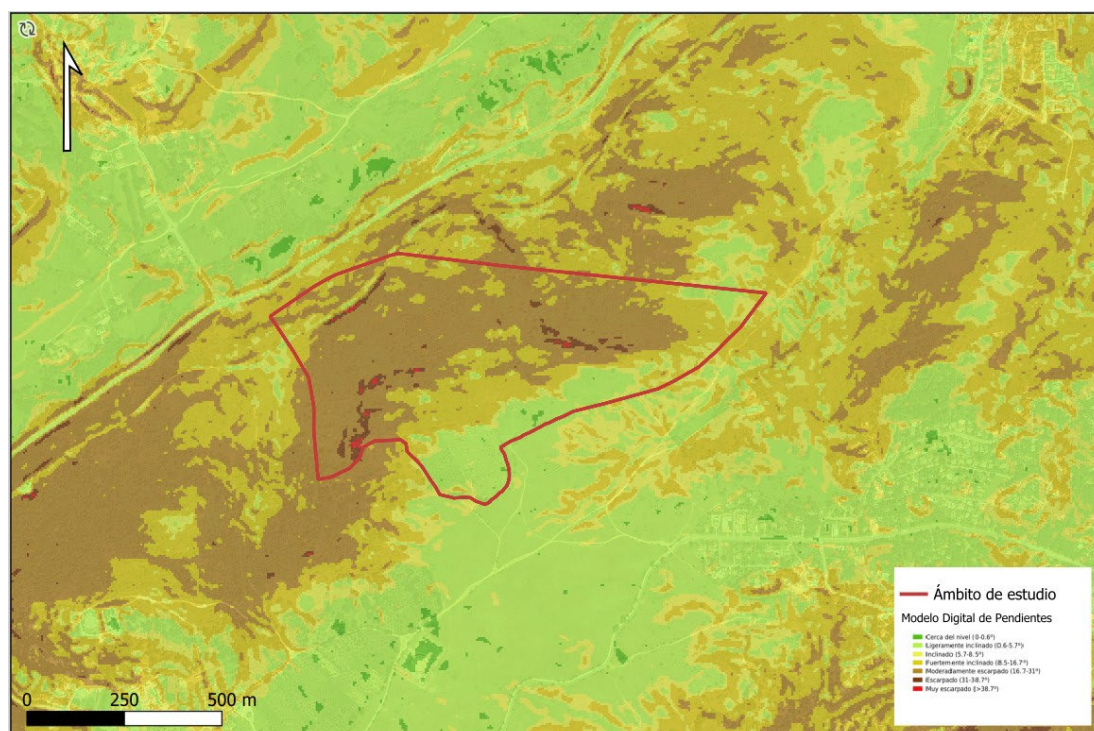 Ámbito de estudio
Modelo Digital de Pendientes
Cerca del nivel (0-0.6º)
Ligeramente inclinado (0.6-5.7º)
Inclinado (5.7-8.5º)
Fuertemente inclinado (8.5-16.7º)
Moderadamente escarpado (16.7-31º)
Escarpado (31-38.7º)
Muy escarpado (>38.7º)
0 250 500 m